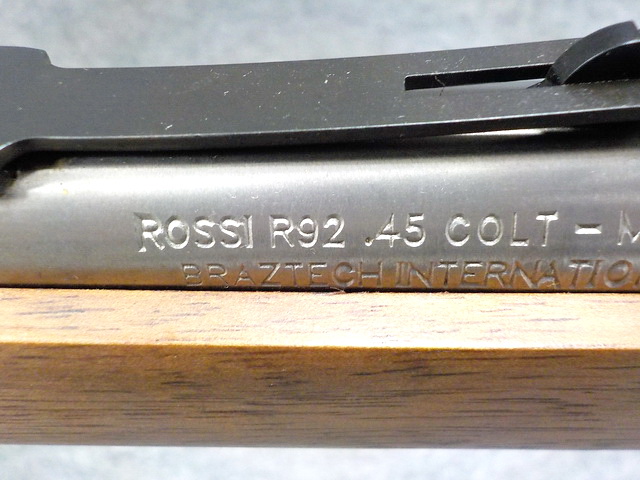 ROSSI R92 .45 COLT - M
BRAZTECH INTERNATIO